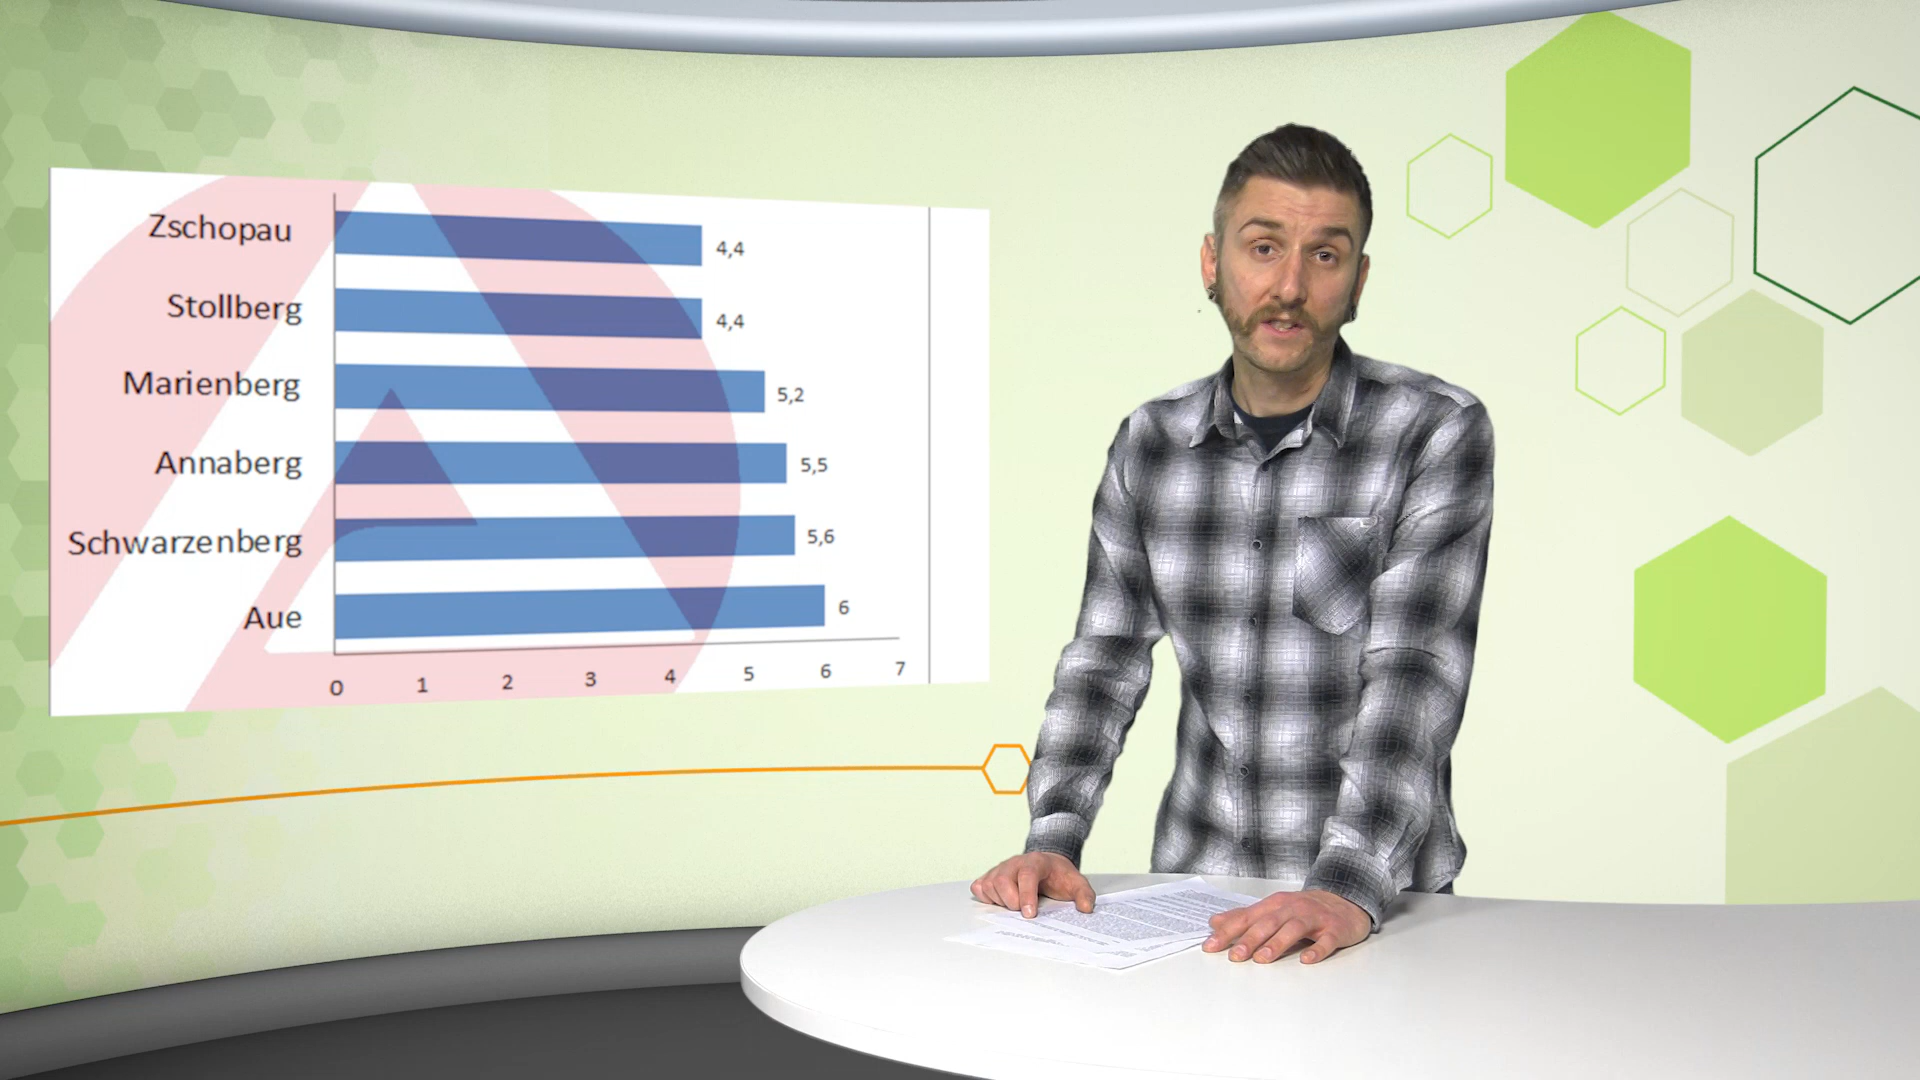 Zschopau 4,4
Stollberg 4,4
Marienberg 5,2
Annaberg 5,5
Schwarzenberg 5,6
Aue 6
0 1 2 3 4 5 6 7